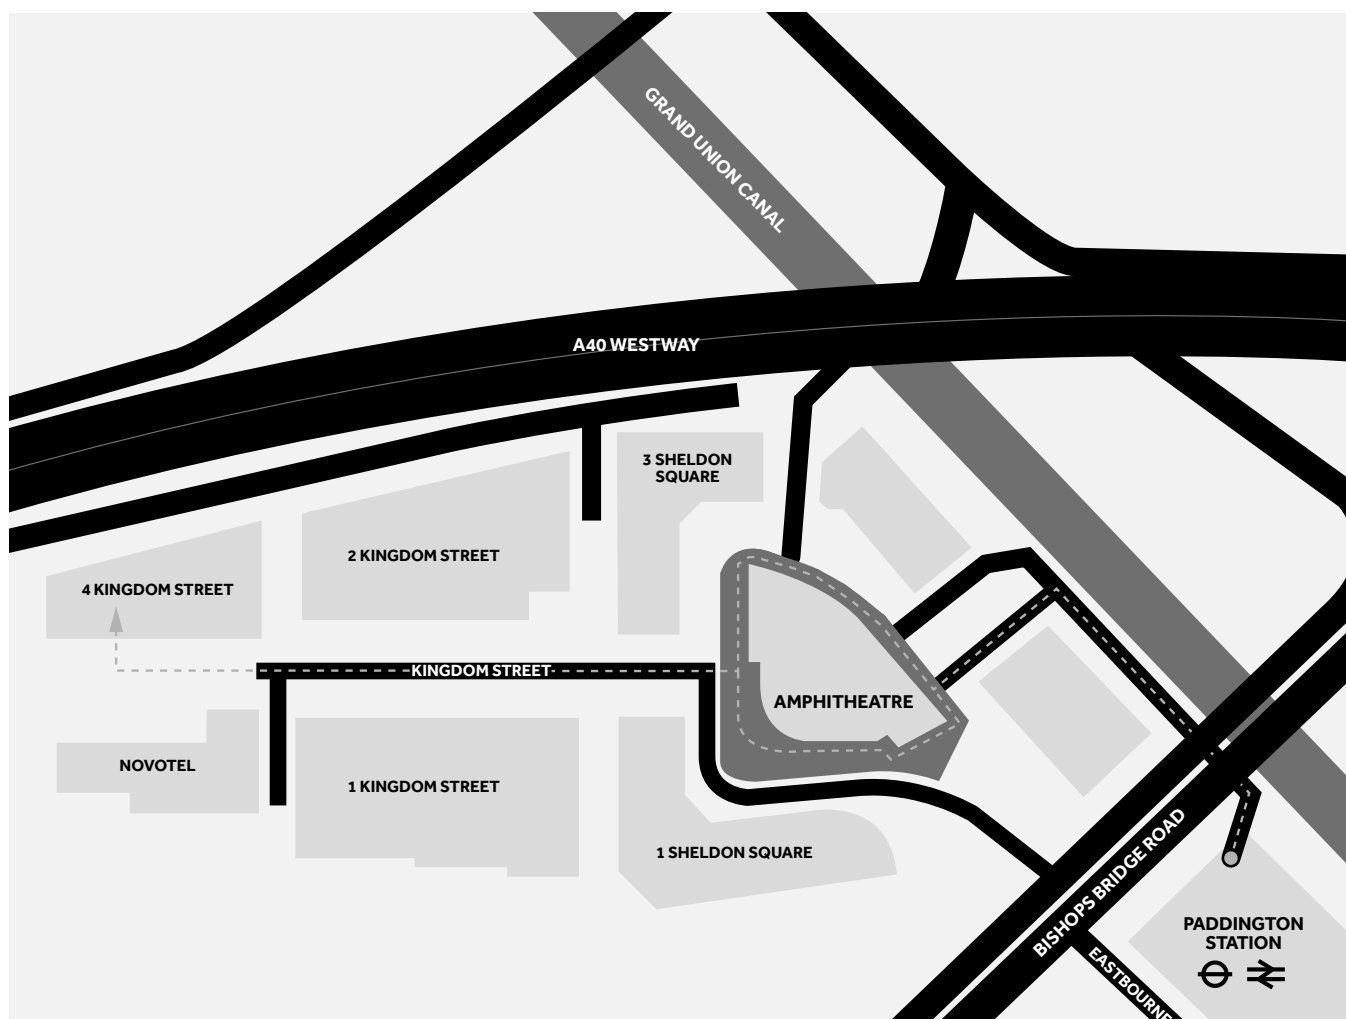 GRAND UNION CANAL
A40 WESTWAY
3 SHELDON
SQUARE
2 KINGDOM STREET
4 KINGDOM STREET
KINGDOM STREET
AMPHITHEATRE
NOVOTEL
1 KINGDOM STREET
1 SHELDON SQUARE
BISHOPS BRIDGE ROAD
PADDINGTON
STATION
EASTBOURNE